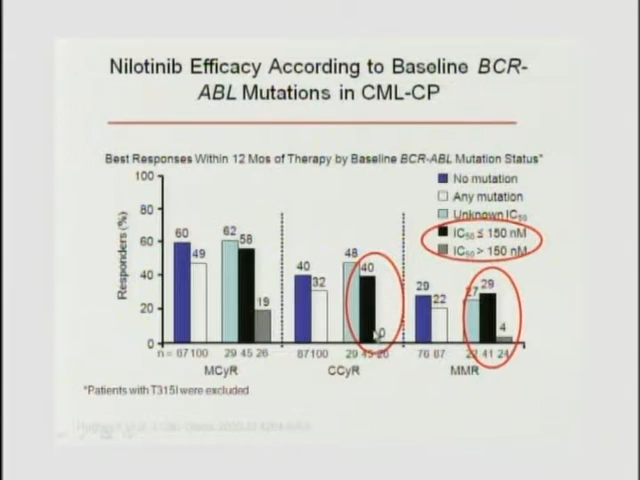 Nilotinib Efficacy According to Baseline BCR-
ABL Mutations in CML-CP
Best Responses Within 12 Mos of Therapy by Baseline BCR-ABL Mutation Status*
Responders (%)
100
80
60
40
20
0
No mutation
Any mutation
Unknown IC50
IC50 ≤ 150 nM
IC50 > 150 nM
60 49 62 58 19
40 32 48 40 0
29 22 27 29 4
n = 87 100 29 45 26
87 100 29 45
76 87 22 41 24
MCyR CCyR MMR
*Patients with T315I were excluded